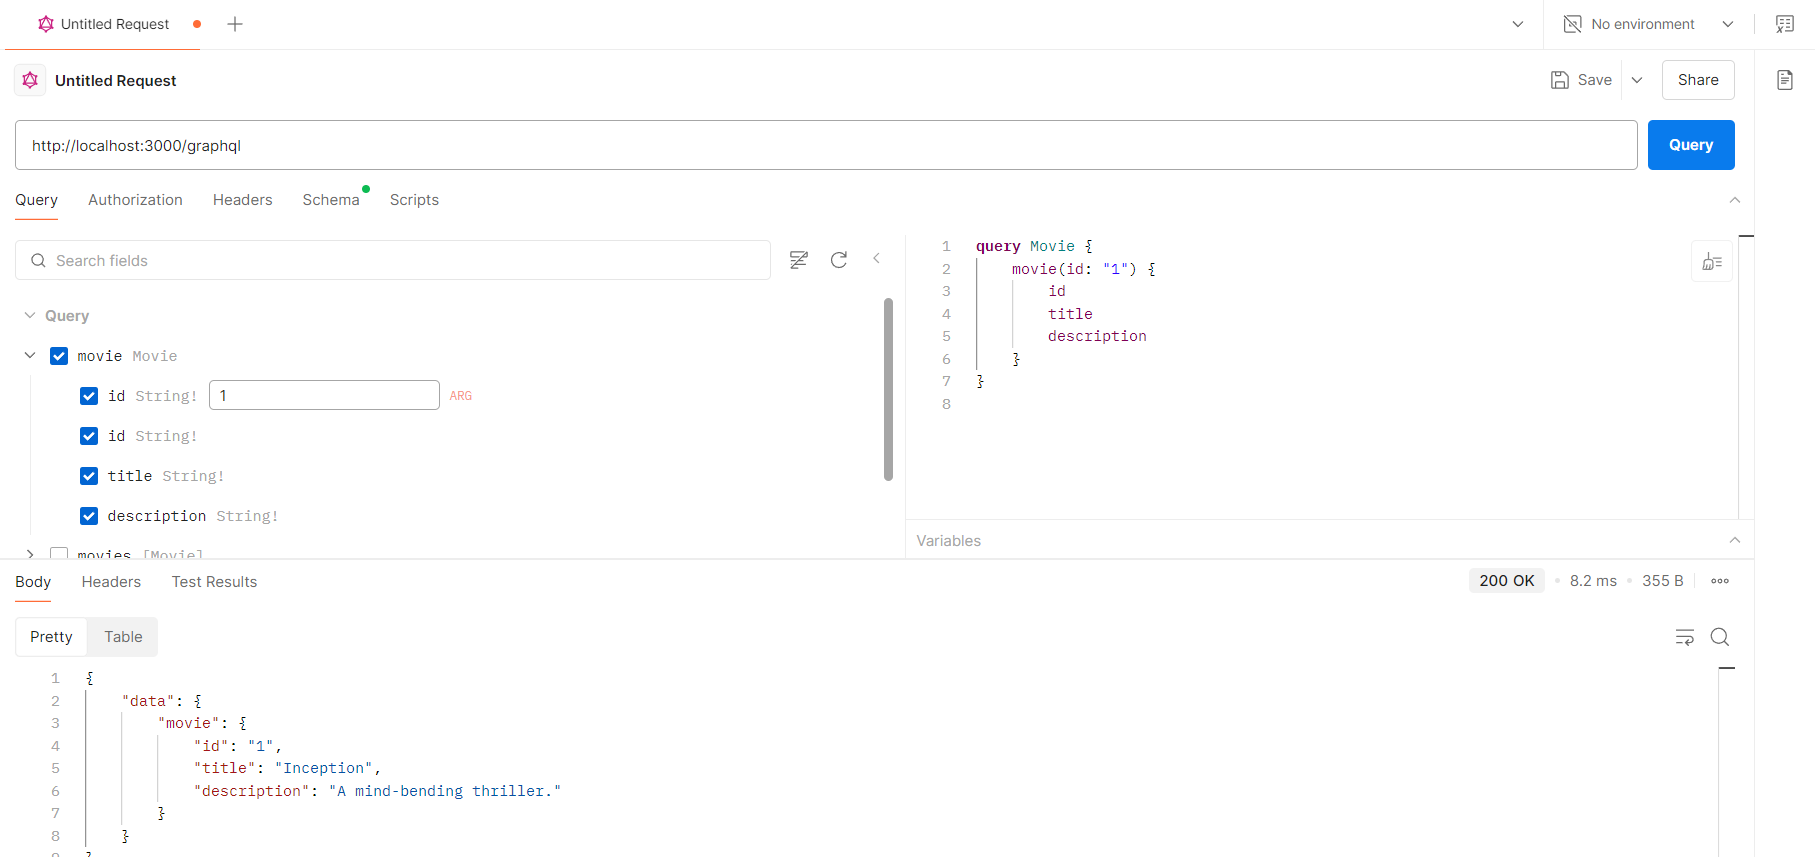 Untitled Request
No environment
Untitled Request
Save
Share
http://localhost:3000/graphql
Query
Query Authorization Headers Schema Scripts
Search fields
Query
movie Movie
id String! 1 ARG
id String!
title String!
description String!
movies [Movie]
1 query Movie {
2 movie(id: "1") {
3 id
4 title
5 description
6 }
7 }
8
Variables
Body Headers Test Results
200 OK • 8.2 ms • 355 B
Pretty Table
1 {
2 "data": {
3 "movie": {
4 "id": "1",
5 "title": "Inception",
6 "description": "A mind-bending thriller."
7 }
8 }
9 }